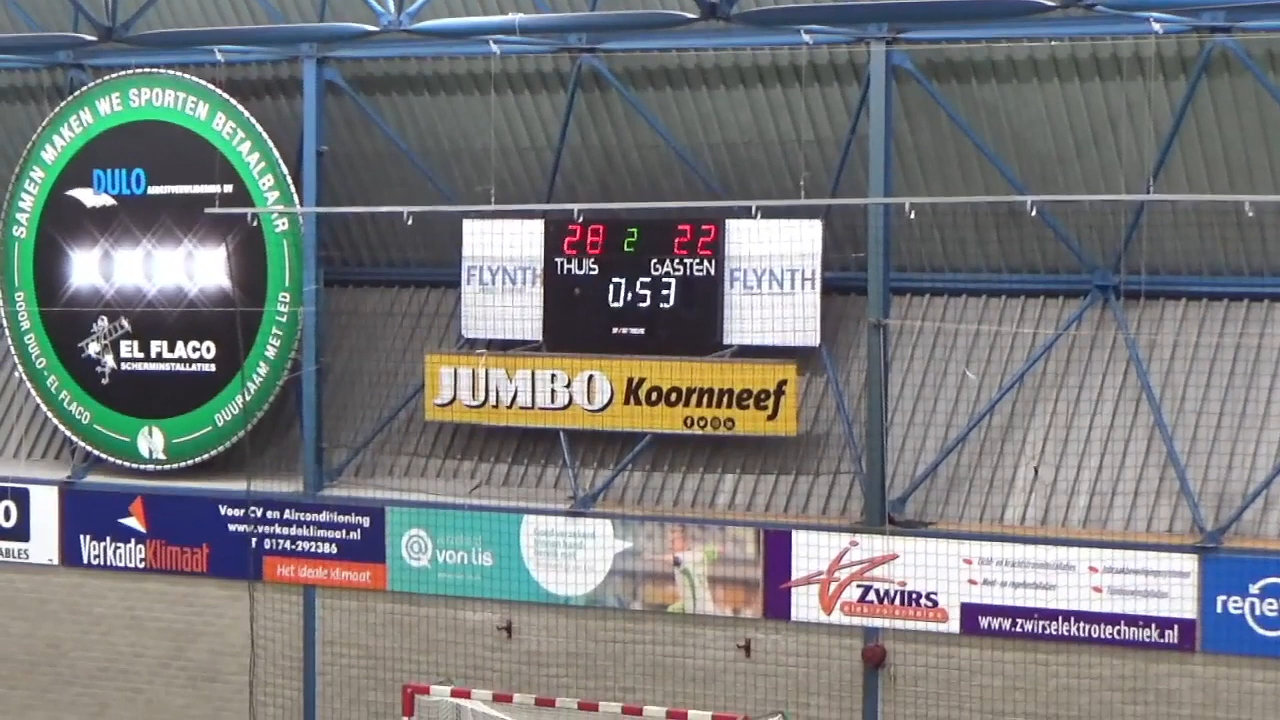 SAMEN MAKEN WE SPORTEN BETAALBAAR
DULO
EL FLACO
SCHERMINSTALLATIES
DOOR DULO - EL FLACO
DUURZAAM MET LED
28 2 22
THUIS GASTEN
0:53
FLYNTH
FLYNTH
JUMBO Koornneef
ABLES
VerkadeKlimaat
Voor CV en Airconditioning
www.verkadeklimaat.nl
T 0174-292386
Het ideale klimaat
von lis
ZWIRS
elektrotechniek
www.zwirselektrotechniek.nl
rene